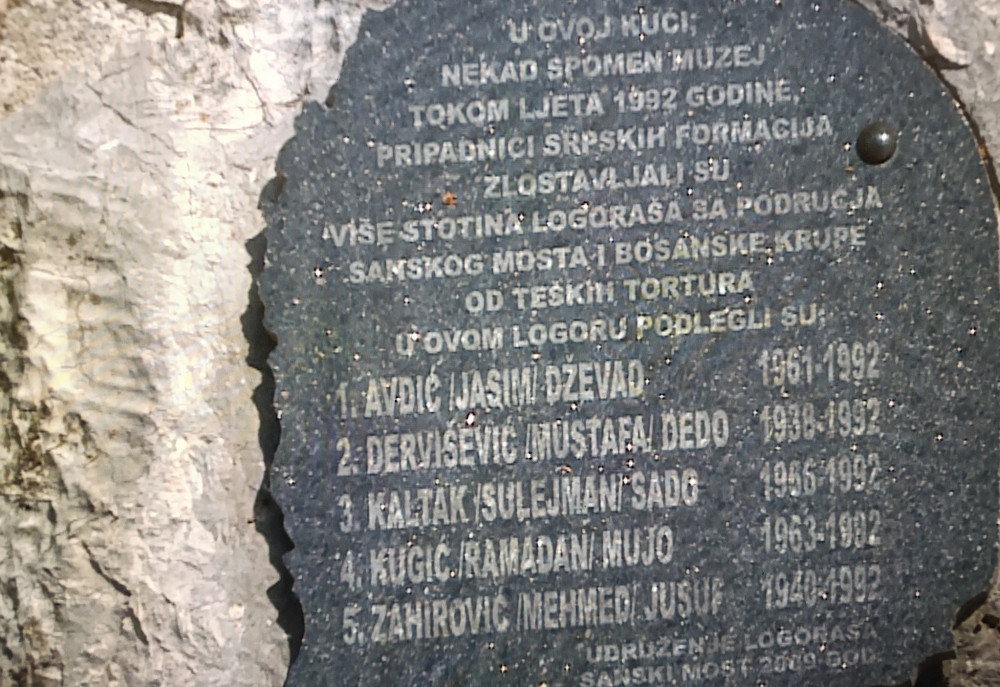 U OVOJ KUĆI,
NEKAD SPOMEN MUZEJ
TOKOM LJETA 1992 GODINE,
PRIPADNICI SRPSKIH FORMACIJA
ZLOSTAVLJALI SU
VIŠE STOTINA LOGORAŠA SA PODRUČJA
SANSKOG MOSTA I BOSANSKE KRUPE
OD TEŠKIH TORTURA
U OVOM LOGORU PODLEGLI SU:
1. AVDIĆ /JASIM/ DŽEVAD 1961-1992
2. DERVIŠEVIĆ /MUSTAFA/ DEDO 1938-1992
3. KALTAK /SULEJMAN/ SADO 1966-1992
4. KUGIĆ /RAMADAN/ MUJO 1963-1992
5. ZAHIROVIĆ /MEHMED/ JUSUF 1940-1992
UDRUŽENJE LOGORAŠA
SANSKI MOST 2009 GOD.